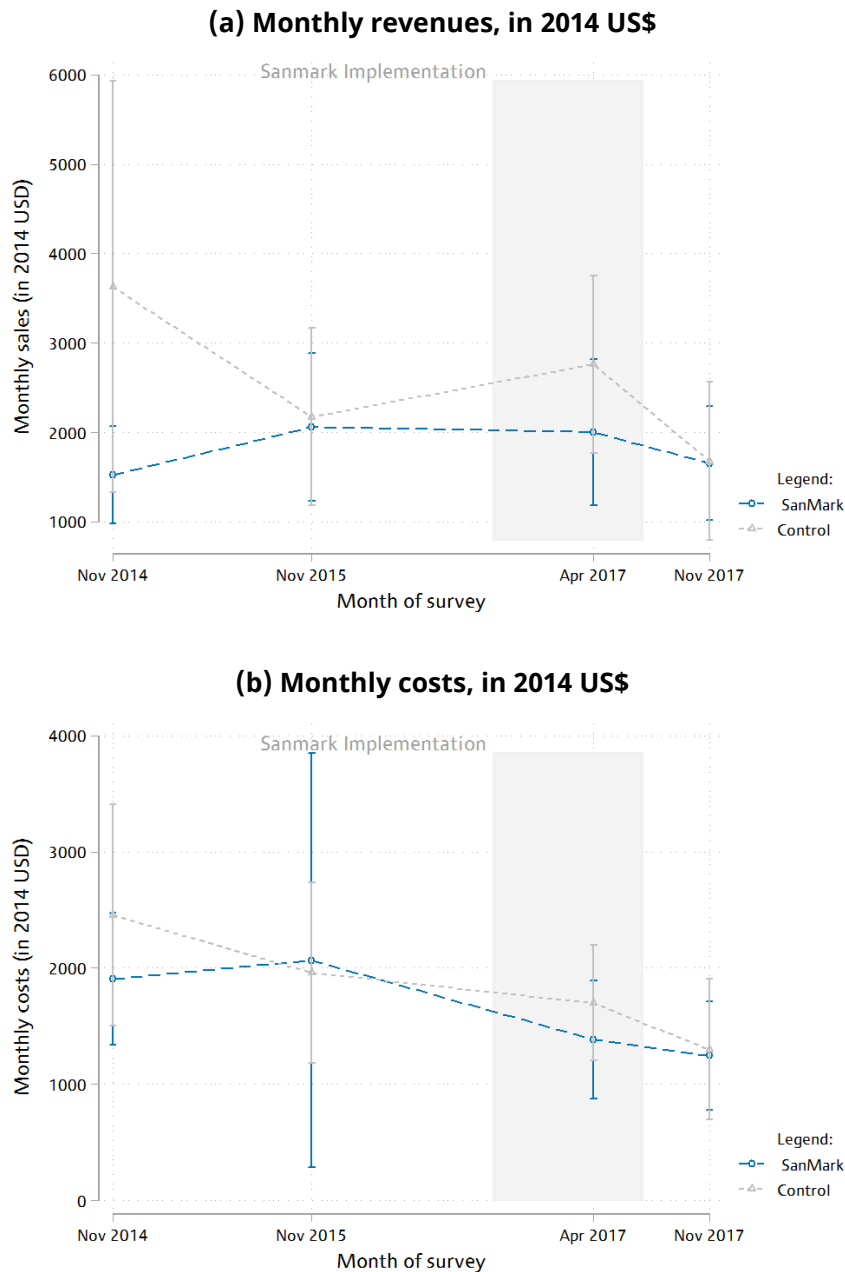 (a) Monthly revenues, in 2014 US$
Sanmark Implementation
6000
5000
4000
3000
2000
1000
Monthly sales (in 2014 USD)
Nov 2014 Nov 2015 Apr 2017 Nov 2017
Month of survey
Legend:
SanMark
Control
(b) Monthly costs, in 2014 US$
Sanmark Implementation
4000
3000
2000
1000
0
Monthly costs (in 2014 USD)
Nov 2014 Nov 2015 Apr 2017 Nov 2017
Month of survey
Legend:
SanMark
Control